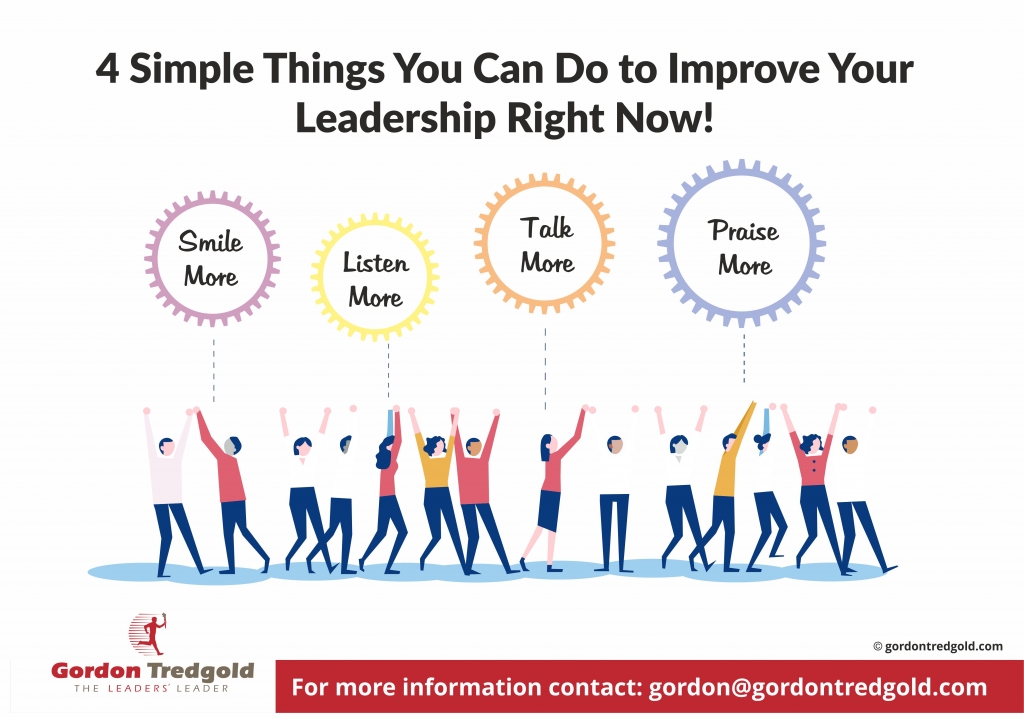 4 Simple Things You Can Do to Improve Your
Leadership Right Now!
Smile
More
Listen
More
Talk
More
Praise
More
© gordontredgold.com
Gordon Tredgold
THE LEADERS' LEADER
For more information contact: gordon@gordontredgold.com